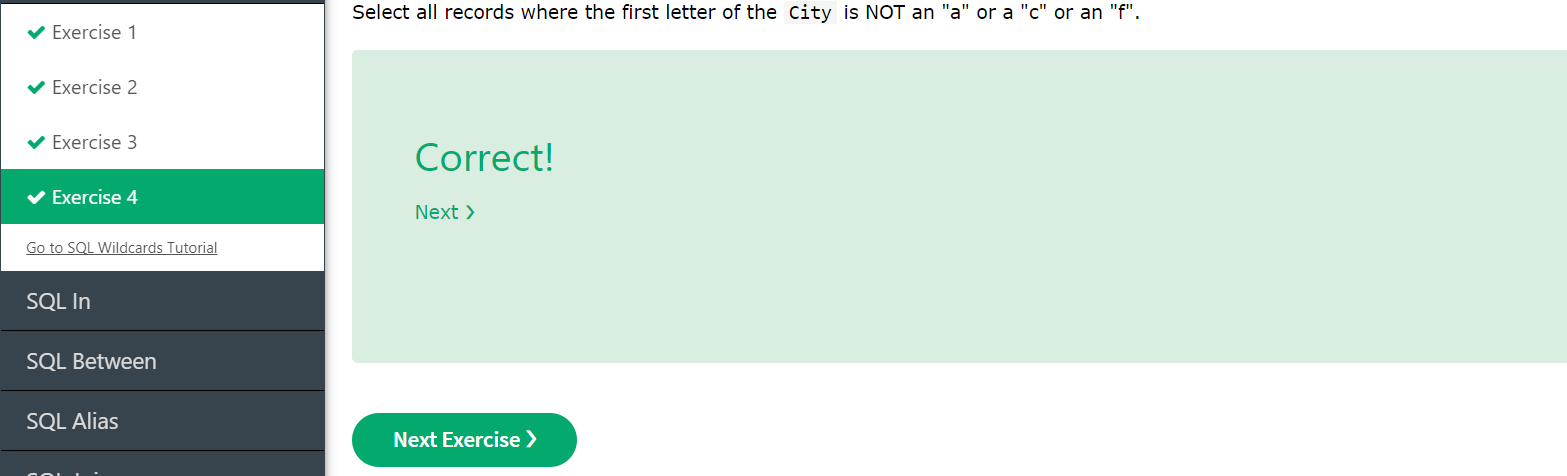 Select all records where the first letter of the City is NOT an "a" or a "c" or an "f".
Exercise 1
Exercise 2
Exercise 3
Exercise 4
Go to SQL Wildcards Tutorial
SQL In
SQL Between
SQL Alias
Correct!
Next ❯
Next Exercise ❯